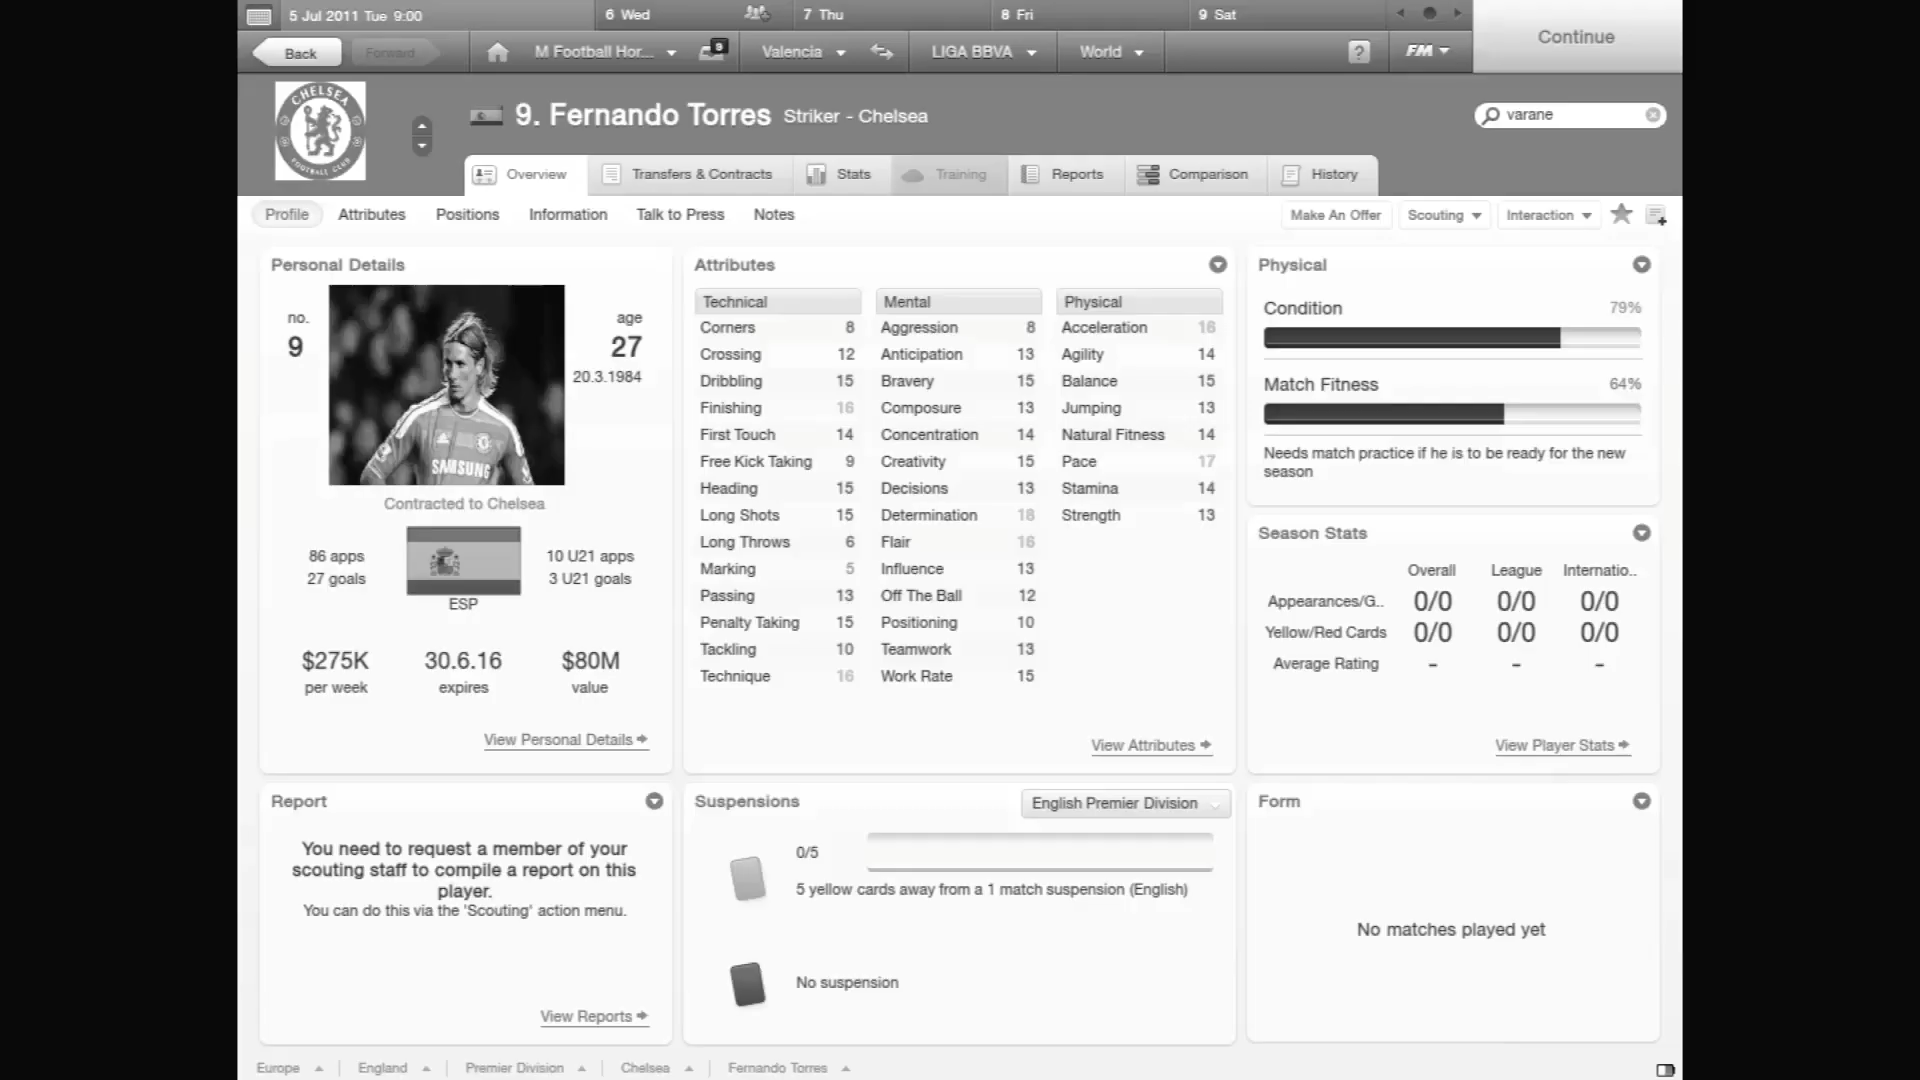 5 Jul 2011 Tue 9:00
6 Wed
7 Thu
8 Fri
9 Sat
Continue
Back
Forward
M Football Hor...
9
Valencia
LIGA BBVA
World
?
FM
CHELSEA
FOOTBALL CLUB
9. Fernando Torres Striker - Chelsea
varane
Overview
Transfers & Contracts
Stats
Training
Reports
Comparison
History
Profile
Attributes
Positions
Information
Talk to Press
Notes
Make An Offer
Scouting
Interaction
Personal Details
no.
9
age
27
20.3.1984
SAMSUNG
Contracted to Chelsea
86 apps
27 goals
10 U21 apps
3 U21 goals
ESP
$275K
per week
30.6.16
expires
$80M
value
View Personal Details
Attributes
Technical
Corners 8
Crossing 12
Dribbling 15
Finishing 16
First Touch 14
Free Kick Taking 9
Heading 15
Long Shots 15
Long Throws 6
Marking 5
Passing 13
Penalty Taking 15
Tackling 10
Technique 16
Mental
Aggression 8
Anticipation 13
Bravery 15
Composure 13
Concentration 14
Creativity 15
Decisions 13
Determination 18
Flair 16
Influence 13
Off The Ball 12
Positioning 10
Teamwork 13
Work Rate 15
Physical
Acceleration 16
Agility 14
Balance 15
Jumping 13
Natural Fitness 14
Pace 17
Stamina 14
Strength 13
View Attributes
Physical
Condition 79%
Match Fitness 64%
Needs match practice if he is to be ready for the new
season
Season Stats
Overall League Internatio..
Appearances/G.. 0/0 0/0 0/0
Yellow/Red Cards 0/0 0/0 0/0
Average Rating - - -
View Player Stats
Report
You need to request a member of your
scouting staff to compile a report on this
player.
You can do this via the 'Scouting' action menu.
View Reports
Suspensions
English Premier Division
0/5
5 yellow cards away from a 1 match suspension (English)
No suspension
Form
No matches played yet
Europe
England
Premier Division
Chelsea
Fernando Torres